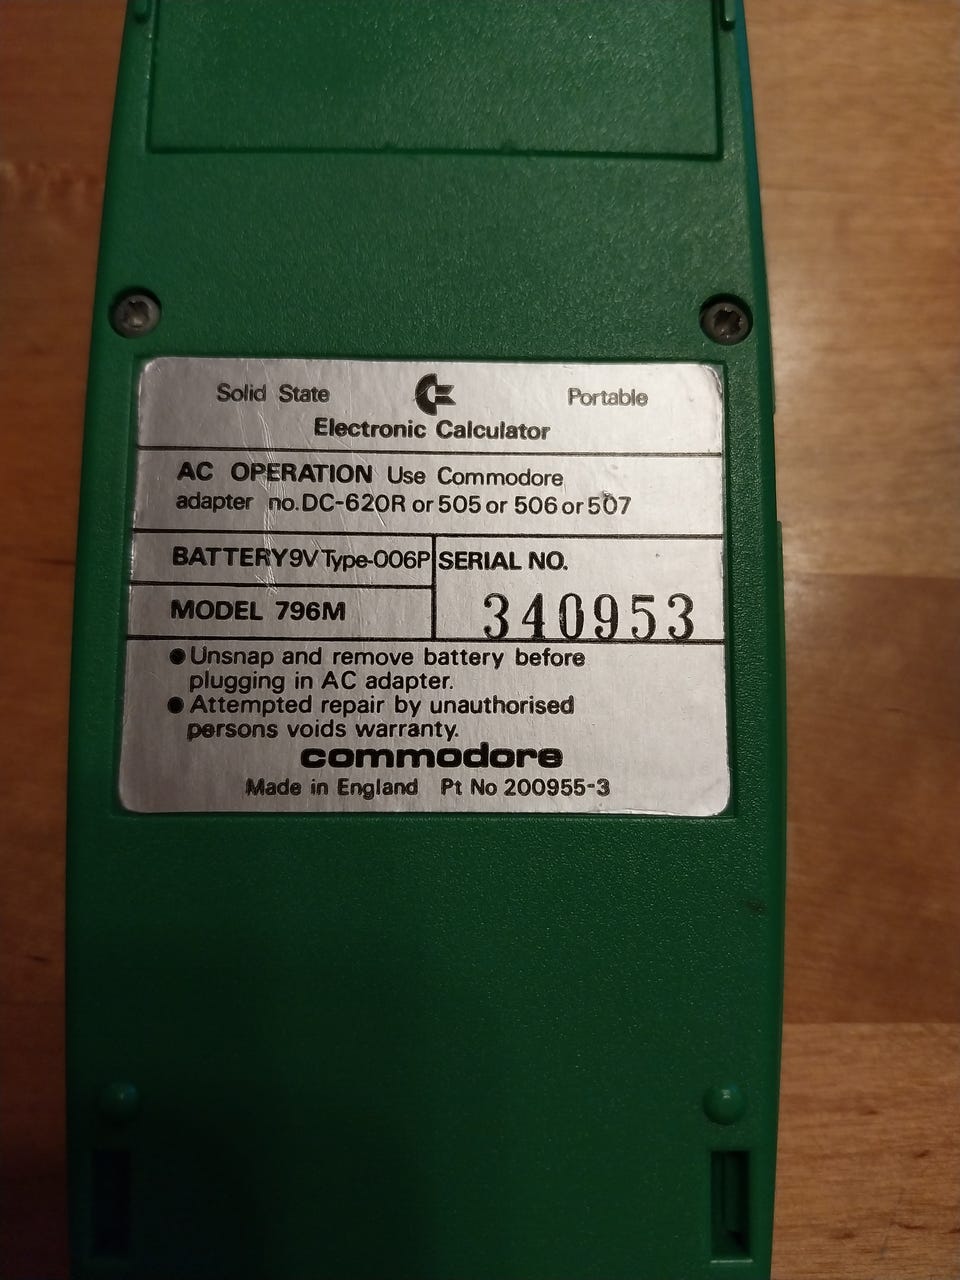 Solid State Portable
Electronic Calculator
AC OPERATION Use Commodore
adapter no. DC-620R or 505 or 506 or 507
BATTERY 9V Type-006P
MODEL 796M
SERIAL NO.
340953
● Unsnap and remove battery before
plugging in AC adapter.
● Attempted repair by unauthorised
persons voids warranty.
commodore
Made in England Pt No 200955-3